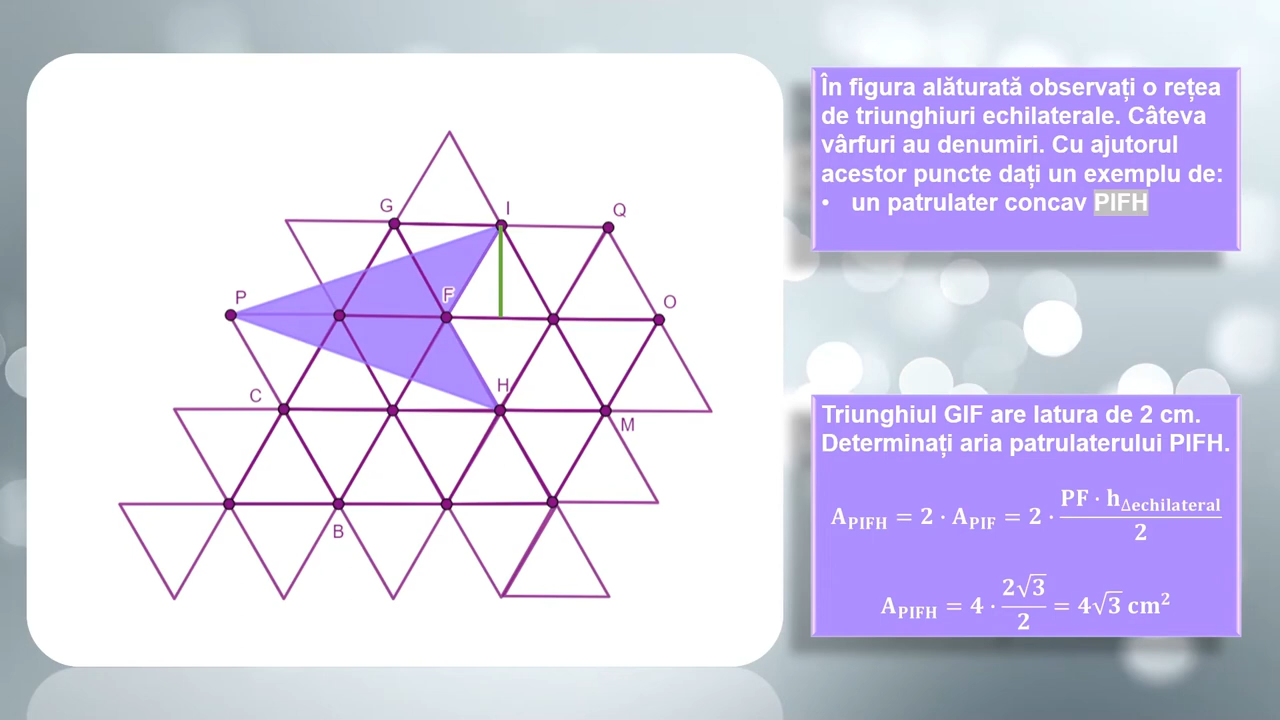 În figura alăturată observați o rețea
de triunghiuri echilaterale. Câteva
vârfuri au denumiri. Cu ajutorul
acestor puncte dați un exemplu de:
• un patrulater concav PIFH
G
I
Q
P
F
O
C
H
M
B
Triunghiul GIF are latura de 2 cm.
Determinați aria patrulaterului PIFH.
A_PIFH = 2 · A_PIF = 2 · (PF · h_Δechilateral)/2
A_PIFH = 4 · (2√3)/2 = 4√3 cm²